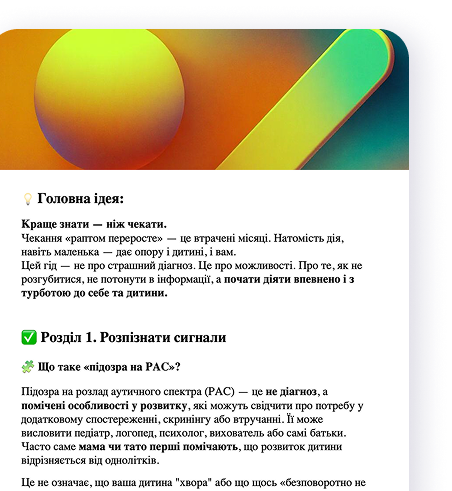 💡 Головна ідея:
Краще знати — ніж чекати.
Чекання «раптом переросте» — це втрачені місяці. Натомість дія,
навіть маленька — дає опору і дитині, і вам.
Цей гід — не про страшний діагноз. Це про можливості. Про те, як не
розгубитися, не потонути в інформації, а почати діяти впевнено і з
турботою до себе та дитини.
✅ Розділ 1. Розпізнати сигнали
🧩 Що таке «підозра на РАС»?
Підозра на розлад аутичного спектра (РАС) — це не діагноз, а
помічені особливості у розвитку, які можуть свідчити про потребу у
додатковому спостереженні, скринінгу або втручанні. Її може
висловити педіатр, логопед, психолог, вихователь або самі батьки.
Часто саме мама чи тато перші помічають, що розвиток дитини
відрізняється від однолітків.
Це не означає, що ваша дитина "хвора" або що щось «безповоротно не